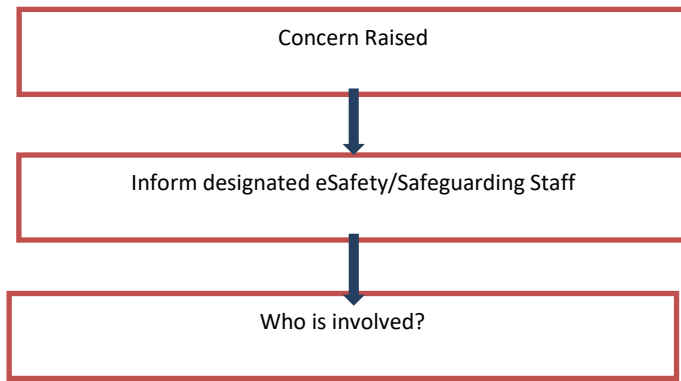 Concern Raised
Inform designated eSafety/Safeguarding Staff
Who is involved?